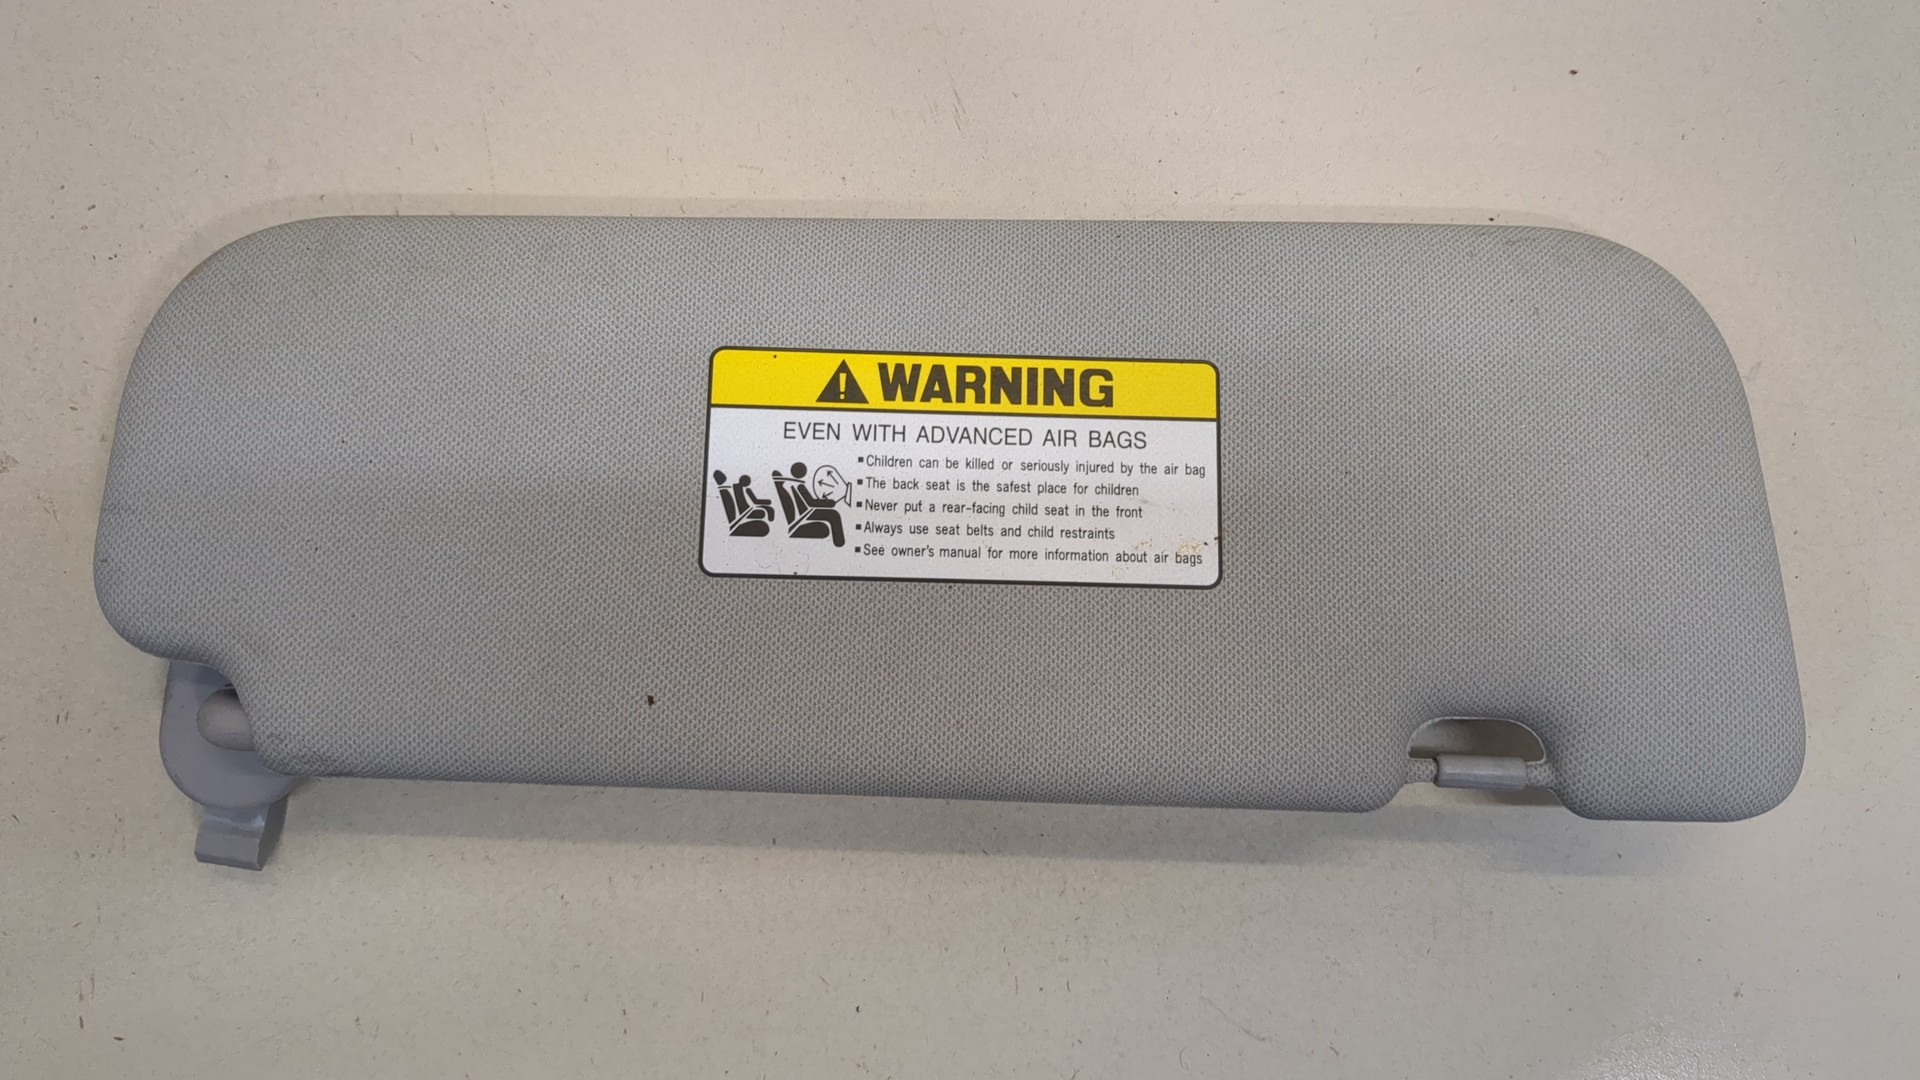 WARNING
EVEN WITH ADVANCED AIR BAGS
▪Children can be killed or seriously injured by the air bag
▪The back seat is the safest place for children
▪Never put a rear-facing child seat in the front
▪Always use seat belts and child restraints
▪See owner's manual for more information about air bags